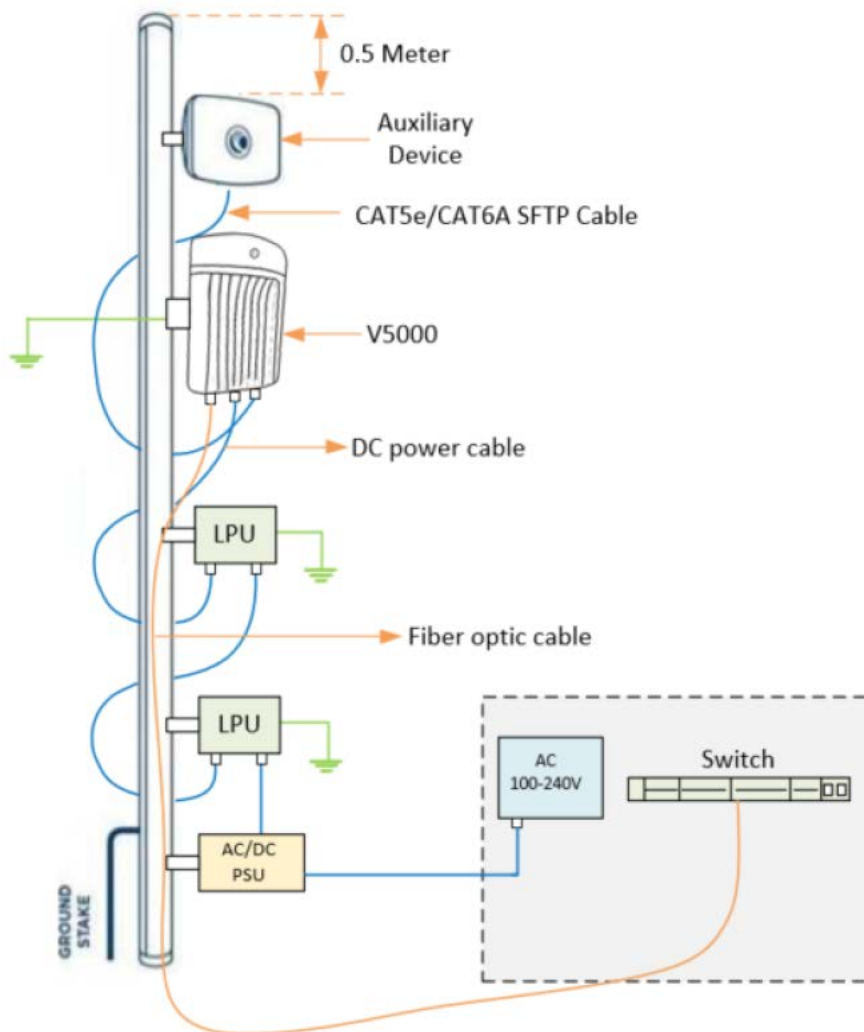 0.5 Meter
Auxiliary
Device
CAT5e/CAT6A SFTP Cable
V5000
DC power cable
LPU
Fiber optic cable
LPU
AC
100-240V
Switch
AC/DC
PSU
GROUND
STAKE